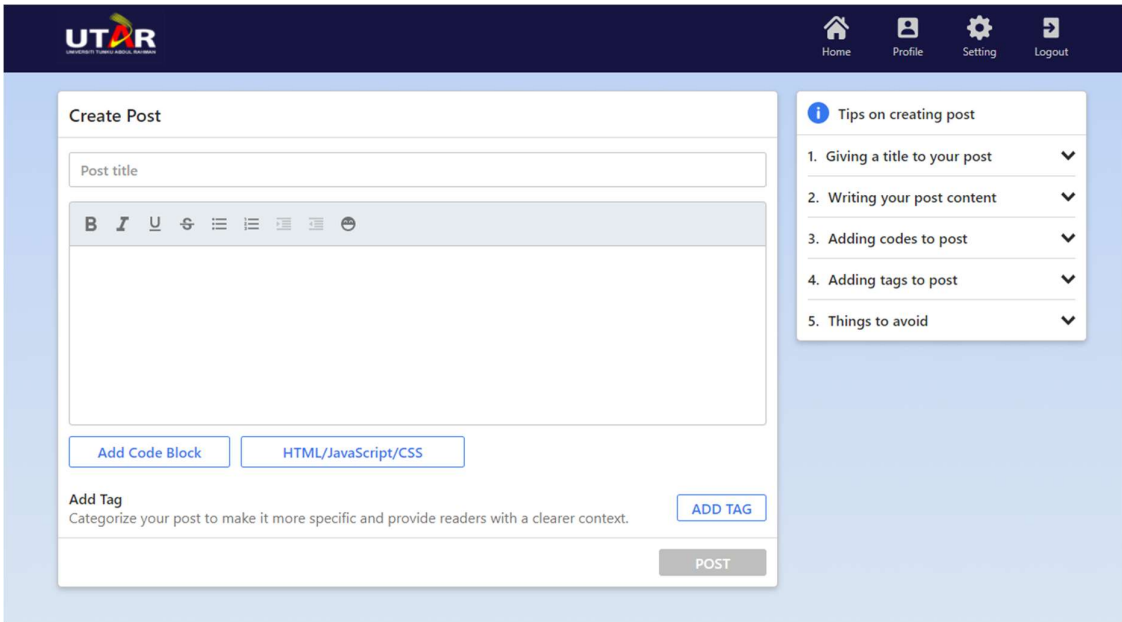 UTAR
UNIVERSITI TUNKU ABDUL RAHMAN
Home
Profile
Setting
Logout
Create Post
Post title
B I U S
Add Code Block
HTML/JavaScript/CSS
Add Tag
Categorize your post to make it more specific and provide readers with a clearer context.
ADD TAG
POST
Tips on creating post
1. Giving a title to your post
2. Writing your post content
3. Adding codes to post
4. Adding tags to post
5. Things to avoid